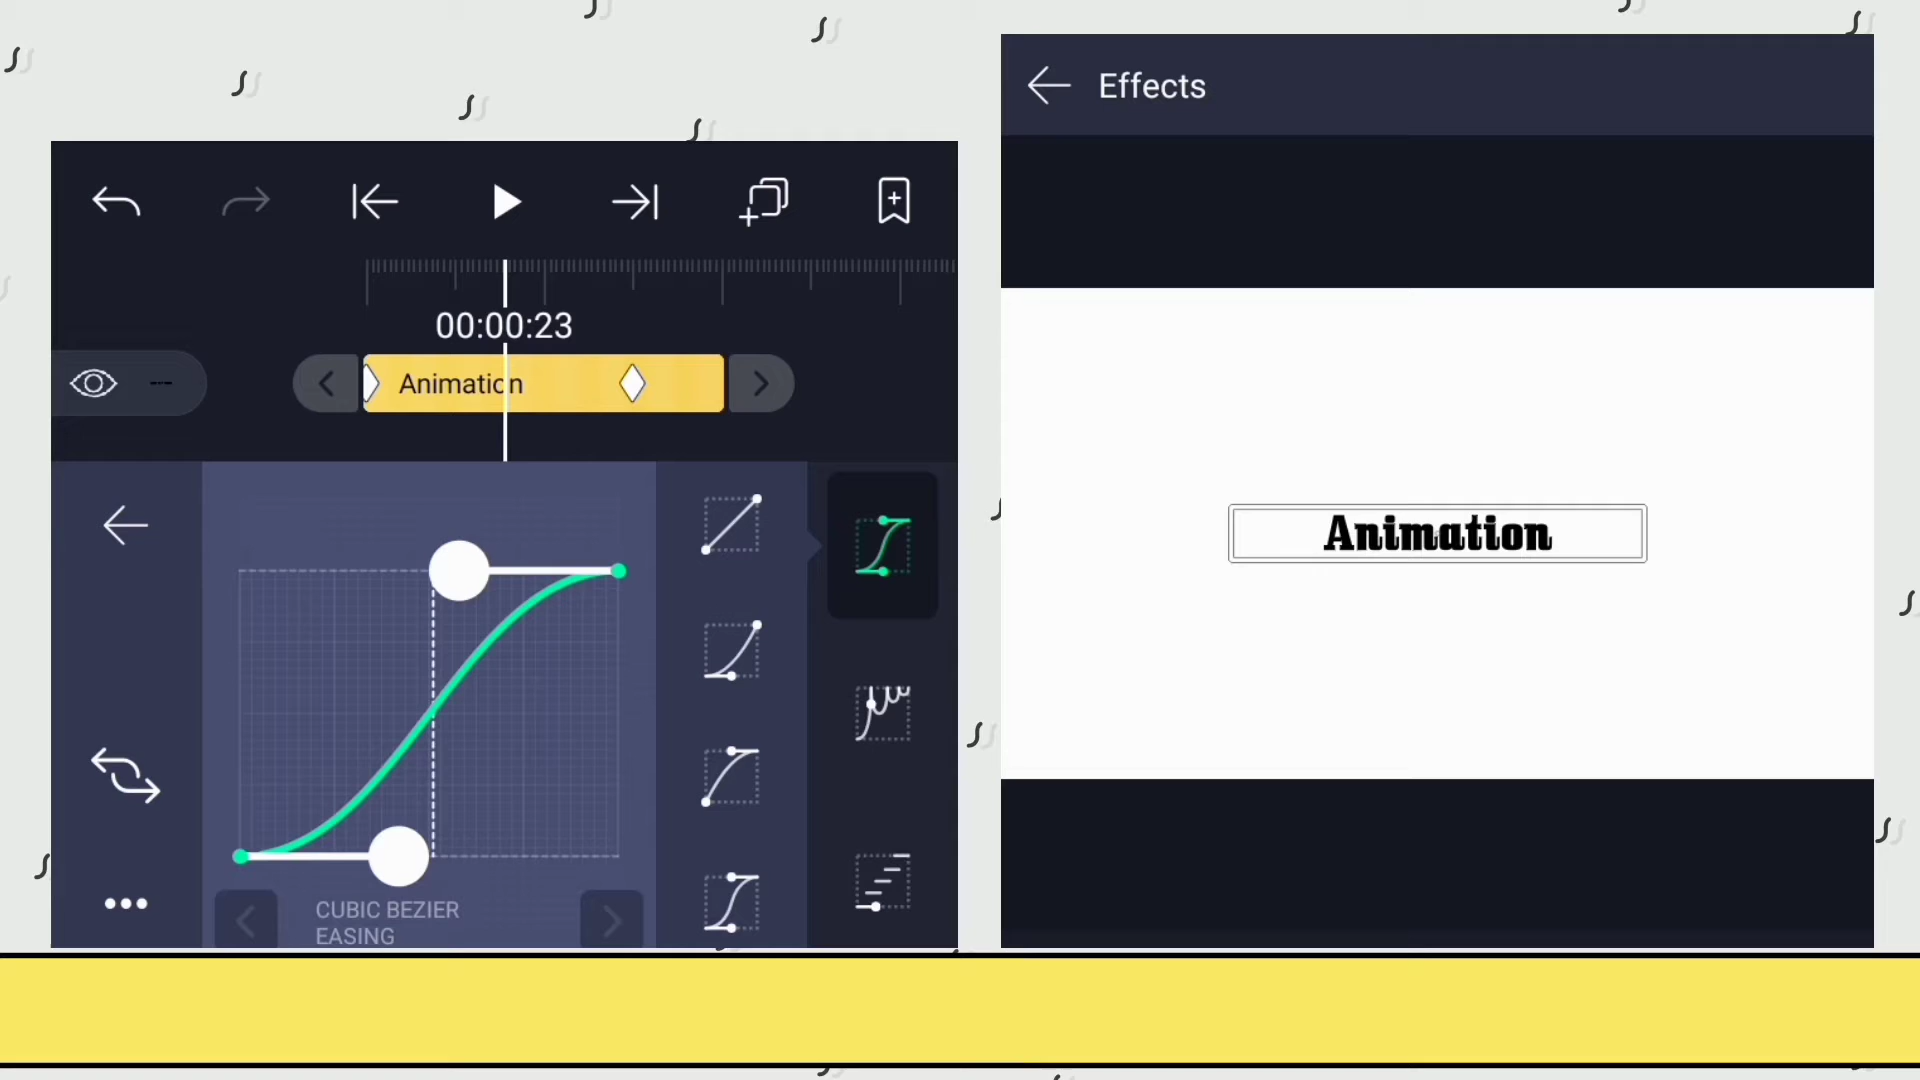 Effects
00:00:23
Animation
Animation
CUBIC BEZIER
EASING